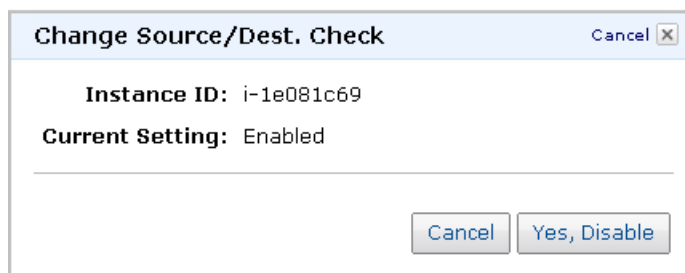 Change Source/Dest. Check Cancel
Instance ID: i-1e081c69
Current Setting: Enabled
Cancel Yes, Disable